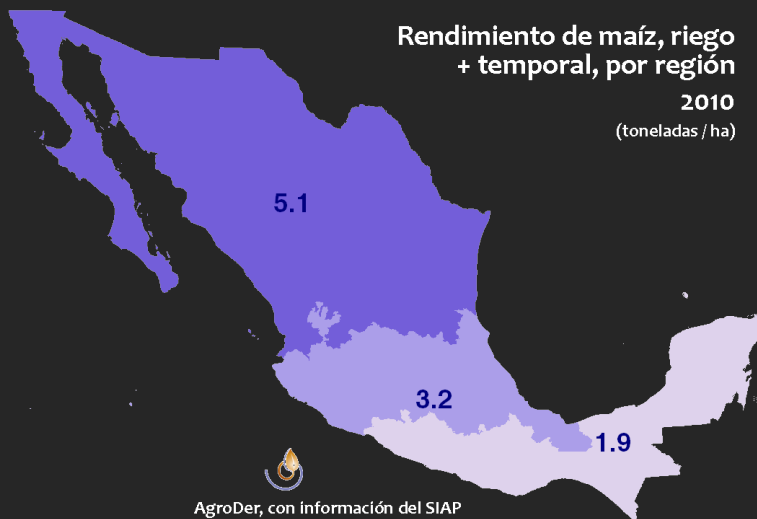 Rendimiento de maíz, riego
+ temporal, por región
2010
(toneladas / ha)
5.1
3.2
1.9
AgroDer, con información del SIAP